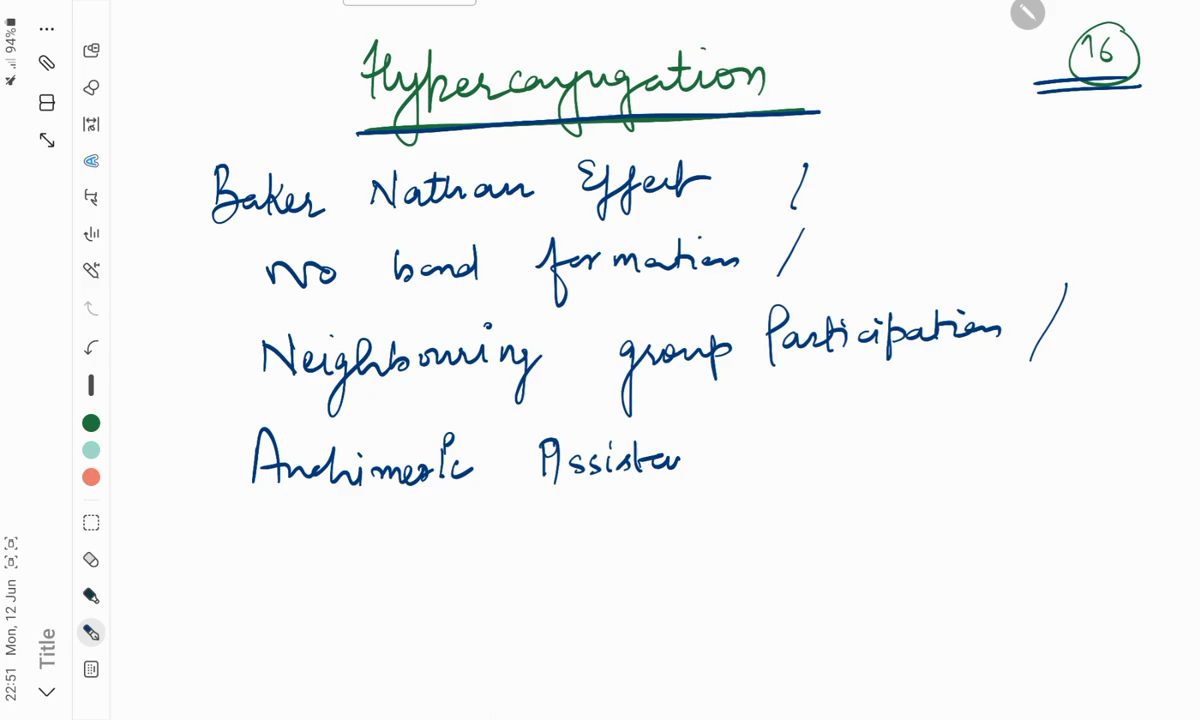 Hyperconjugation
16
Baker Nathan Effect /
No bond formation /
Neighbouring group Participation /
Anchimeric Assistan
22:51 Mon, 12 Jun
94%
Title